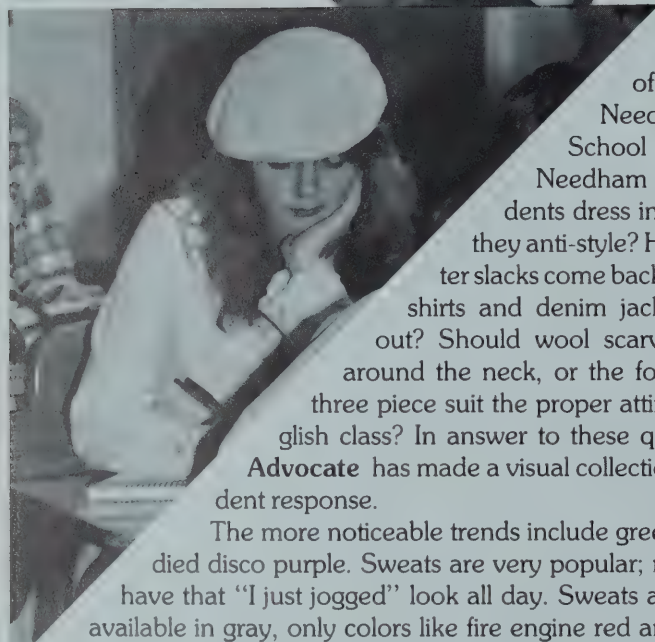 of
Need
School
Needham
dents dress in
they anti-style? H
ter slacks come back
shirts and denim jack
out? Should wool scarv
around the neck, or the fo
three piece suit the proper atti
glish class? In answer to these q
Advocate has made a visual collecti
dent response.
The more noticeable trends include gree
died disco purple. Sweats are very popular; r
have that "I just jogged" look all day. Sweats a
available in gray, only colors like fire engine red ar